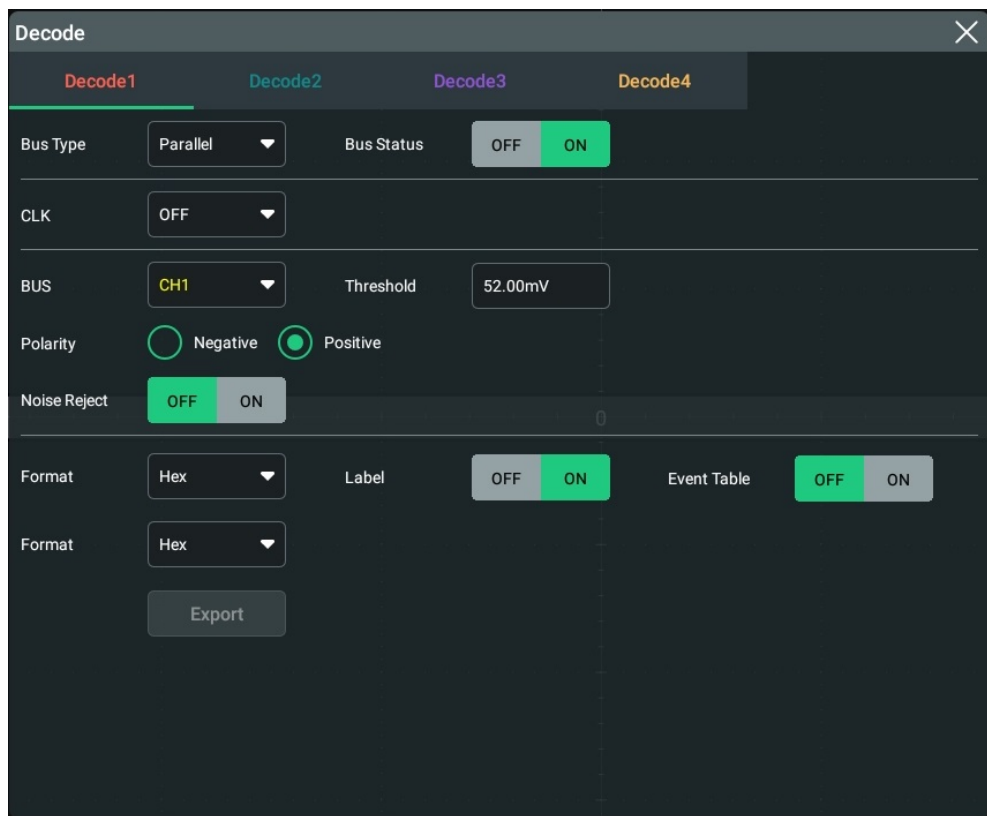 Decode
Decode1 Decode2 Decode3 Decode4
Bus Type Parallel Bus Status OFF ON
CLK OFF
BUS CH1 Threshold 52.00mV
Polarity Negative Positive
Noise Reject OFF ON
0
Format Hex Label OFF ON Event Table OFF ON
Format Hex
Export